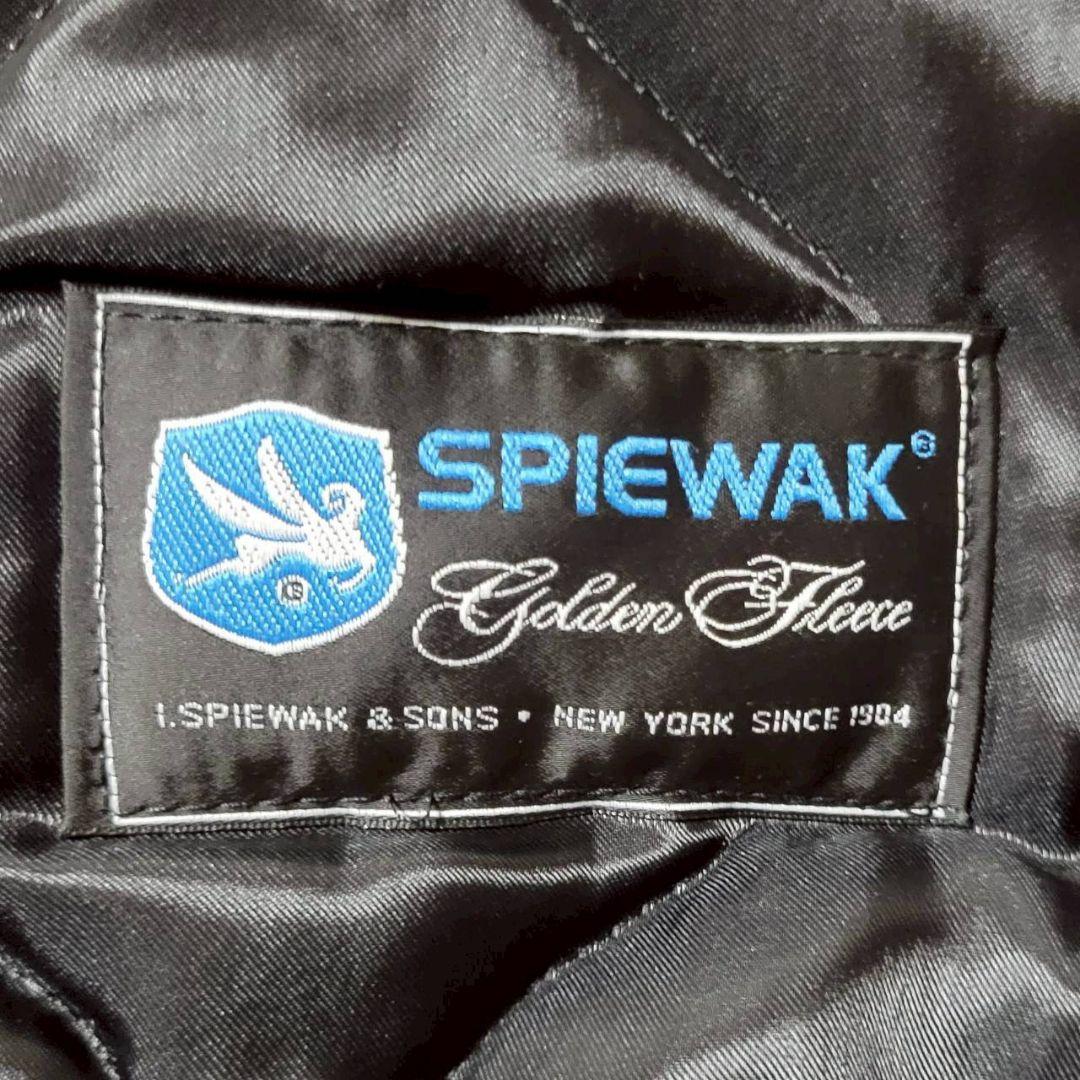 SPIEWAK®
Golden Fleece
I. SPIEWAK & SONS • NEW YORK SINCE 1904